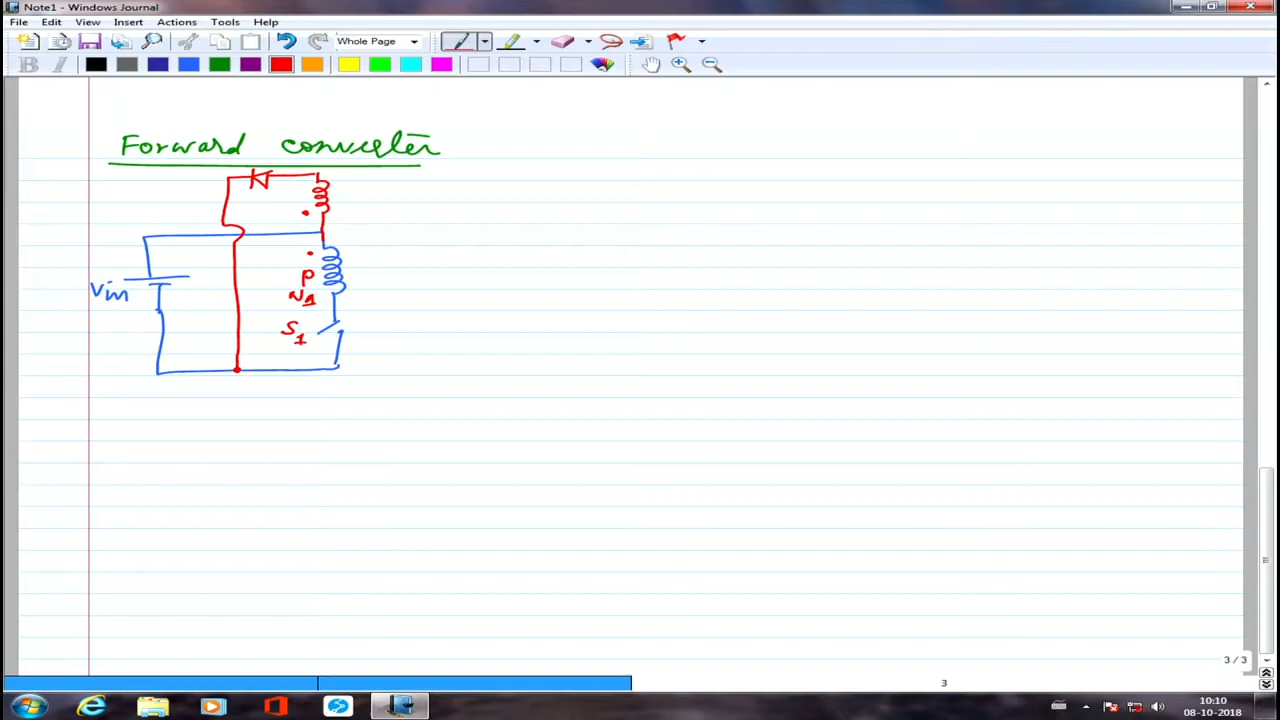 Note1 - Windows Journal
File Edit View Insert Actions Tools Help
Whole Page
B I
Forward converter
Vin
P
N1
S1
3 / 3
3
10:10
08-10-2018